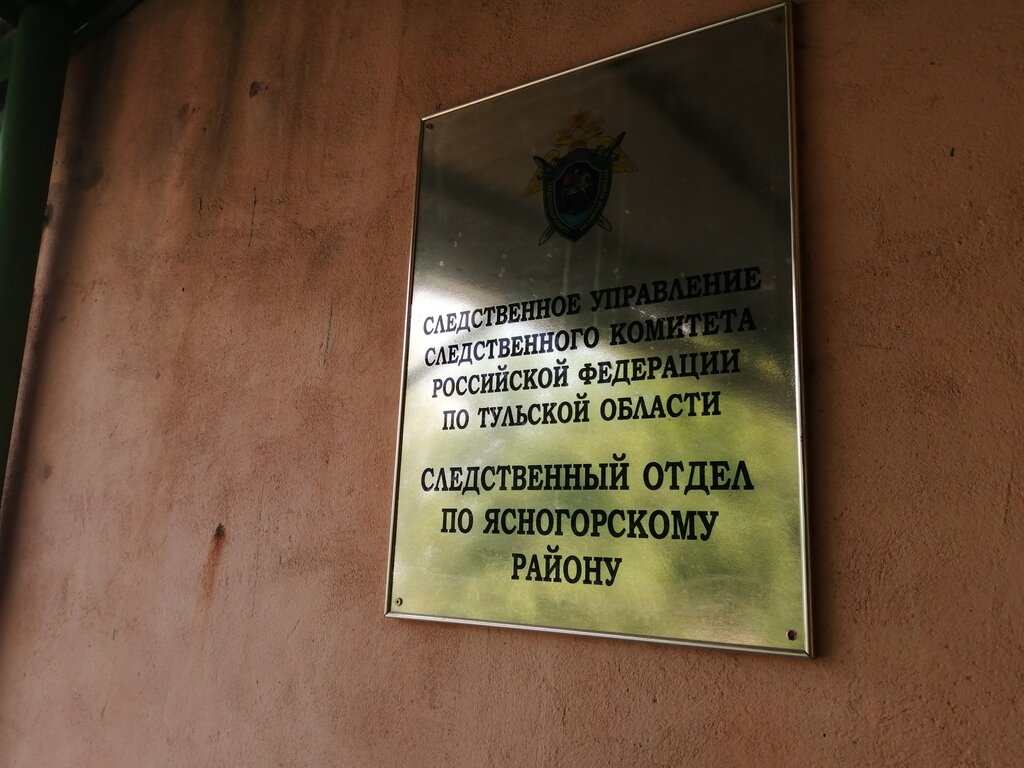 СЛЕДСТВЕННОЕ УПРАВЛЕНИЕ
СЛЕДСТВЕННОГО КОМИТЕТА
РОССИЙСКОЙ ФЕДЕРАЦИИ
ПО ТУЛЬСКОЙ ОБЛАСТИ
СЛЕДСТВЕННЫЙ ОТДЕЛ
ПО ЯСНОГОРСКОМУ
РАЙОНУ